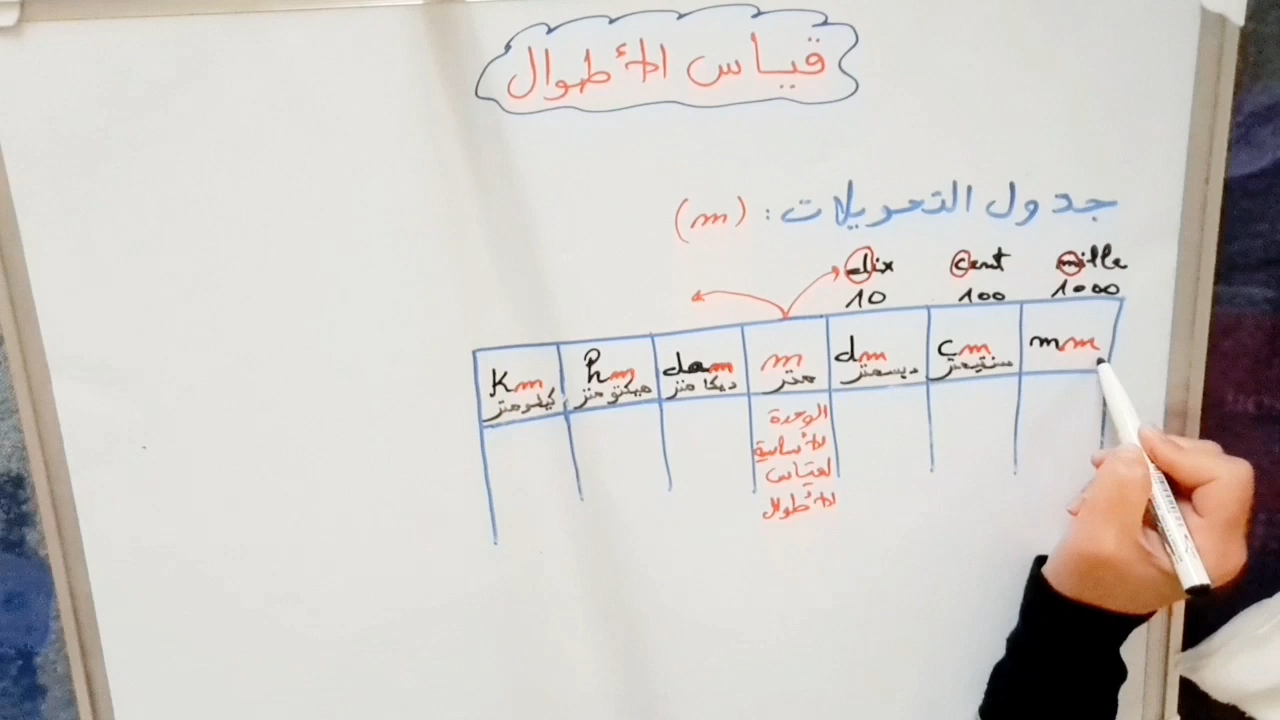 قياس الأطوال
جدول التحويلات : (m)
dix cent mille
10 100 1000
km hm dam m dm cm mm
كيلومتر هيكتومتر ديكامتر متر ديسمتر سنتيمتر
الوحدة
الأساسية
لقياس
الأطوال